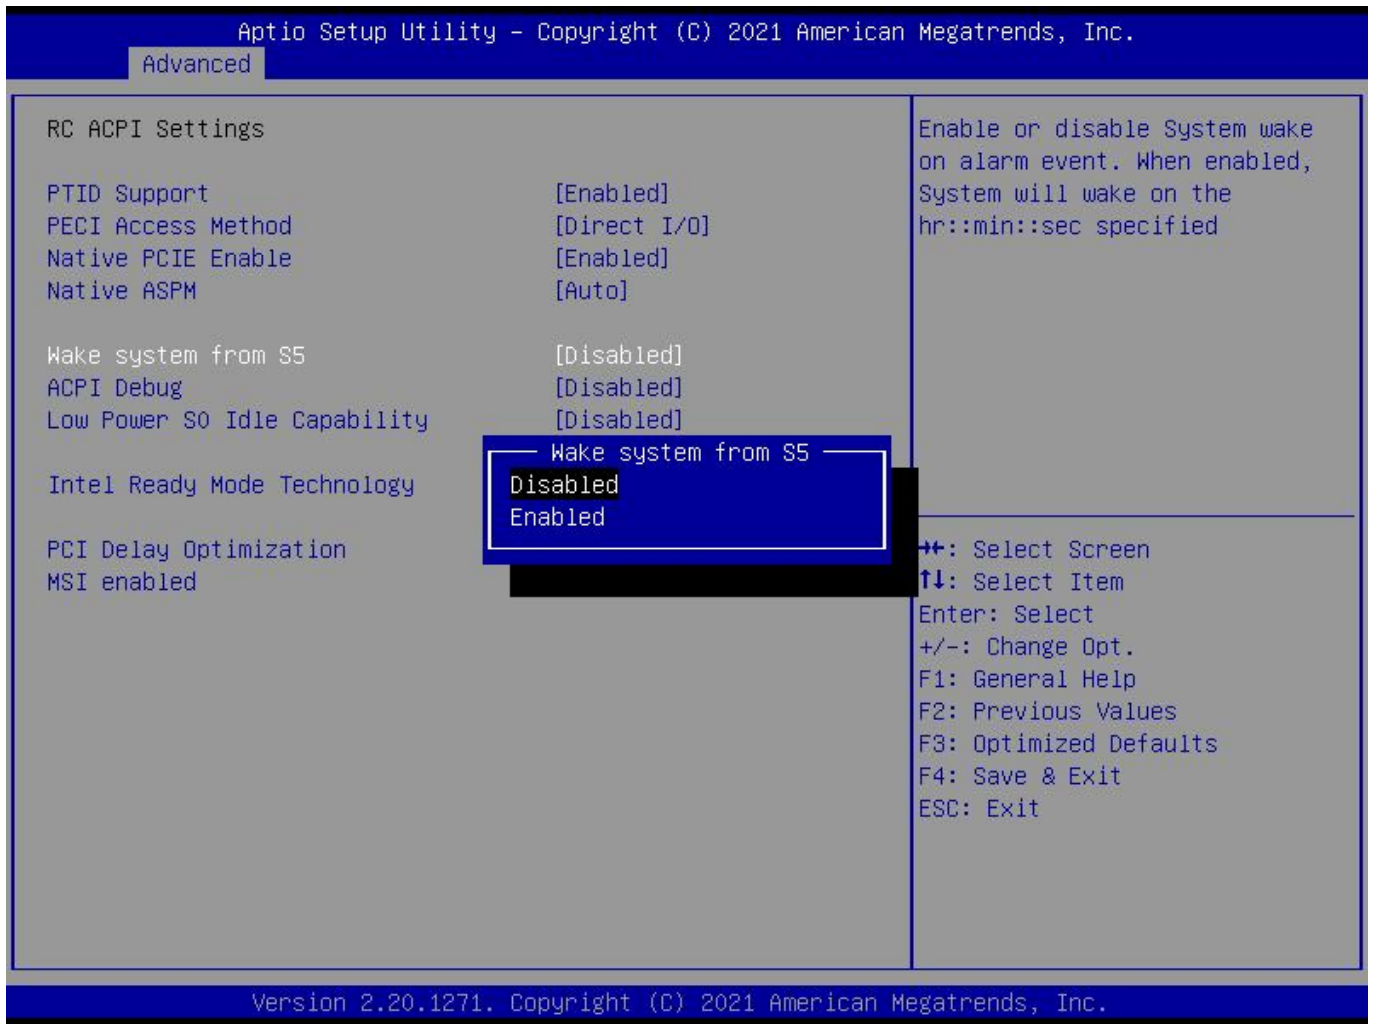 Aptio Setup Utility – Copyright (C) 2021 American Megatrends, Inc.
Advanced
RC ACPI Settings
PTID Support [Enabled]
PECI Access Method [Direct I/O]
Native PCIE Enable [Enabled]
Native ASPM [Auto]
Wake system from S5 [Disabled]
ACPI Debug [Disabled]
Low Power S0 Idle Capability [Disabled]
Intel Ready Mode Technology
PCI Delay Optimization
MSI enabled
Wake system from S5
Disabled
Enabled
Enable or disable System wake
on alarm event. When enabled,
System will wake on the
hr::min::sec specified
→←: Select Screen
↑↓: Select Item
Enter: Select
+/-: Change Opt.
F1: General Help
F2: Previous Values
F3: Optimized Defaults
F4: Save & Exit
ESC: Exit
Version 2.20.1271. Copyright (C) 2021 American Megatrends, Inc.